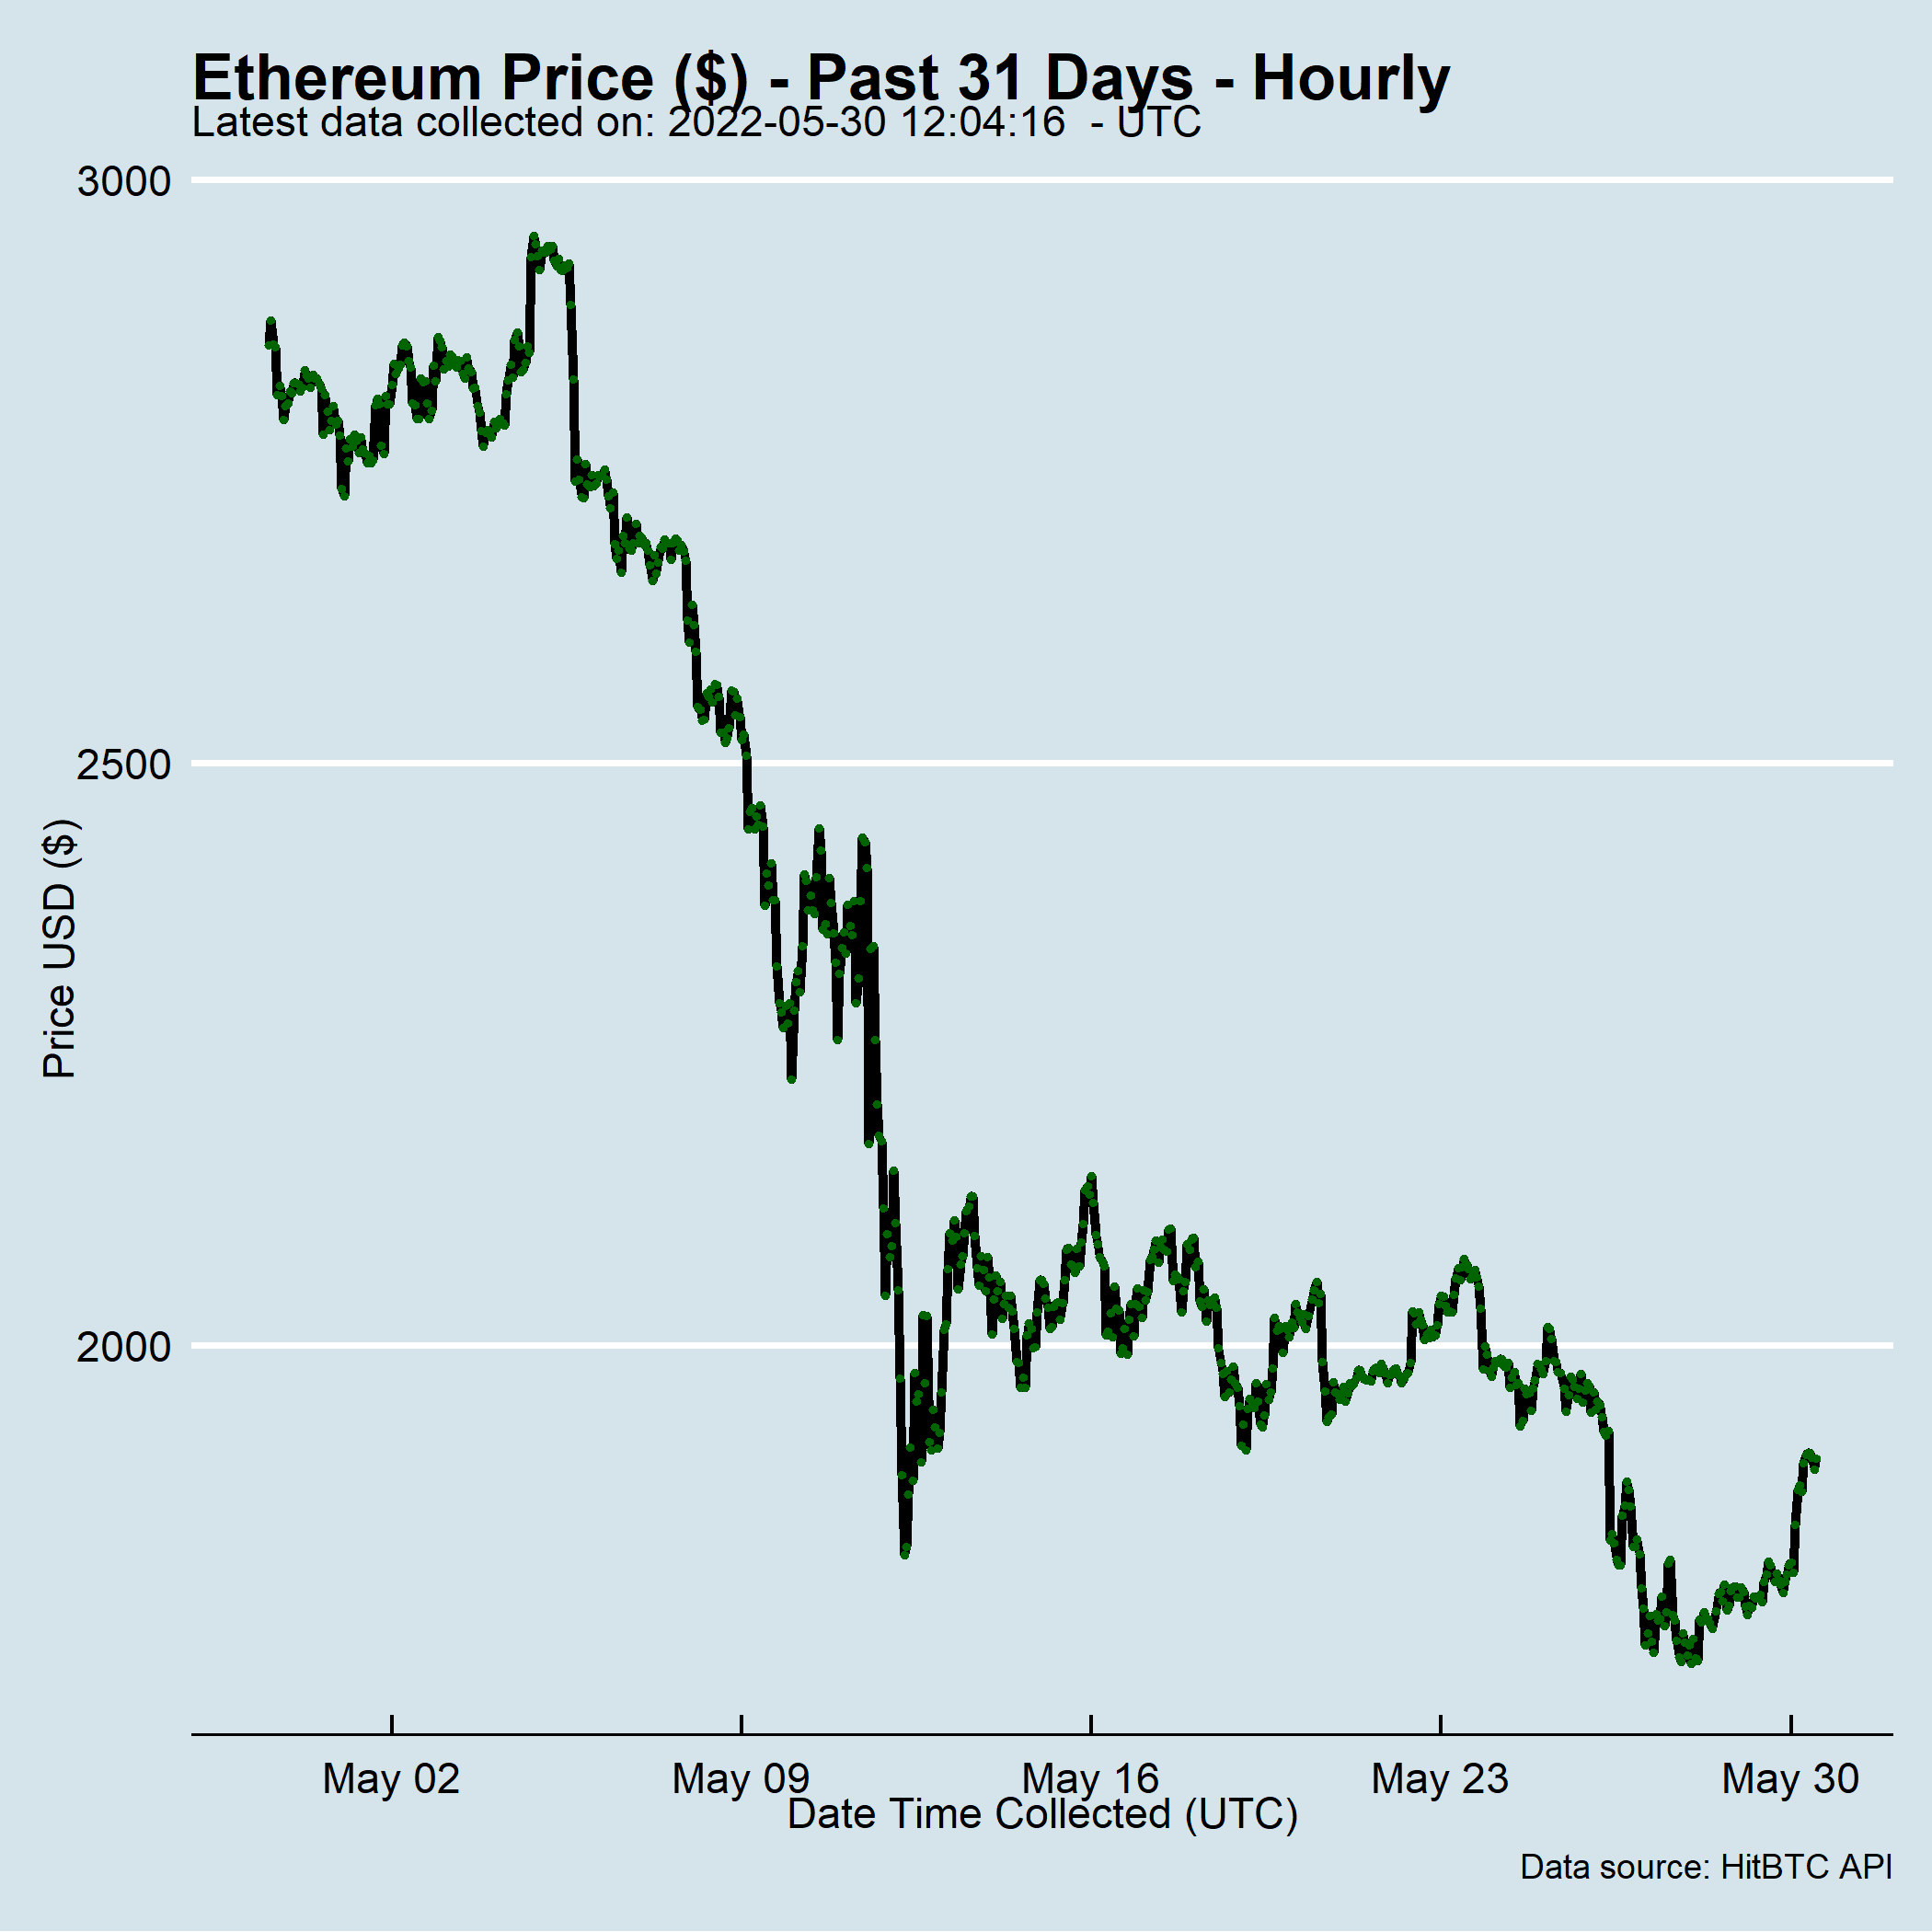 Ethereum Price ($) - Past 31 Days - Hourly
Latest data collected on: 2022-05-30 12:04:16  - UTC
3000
2500
2000
Price USD ($)
May 02
May 09
May 16
May 23
May 30
Date Time Collected (UTC)
Data source: HitBTC API